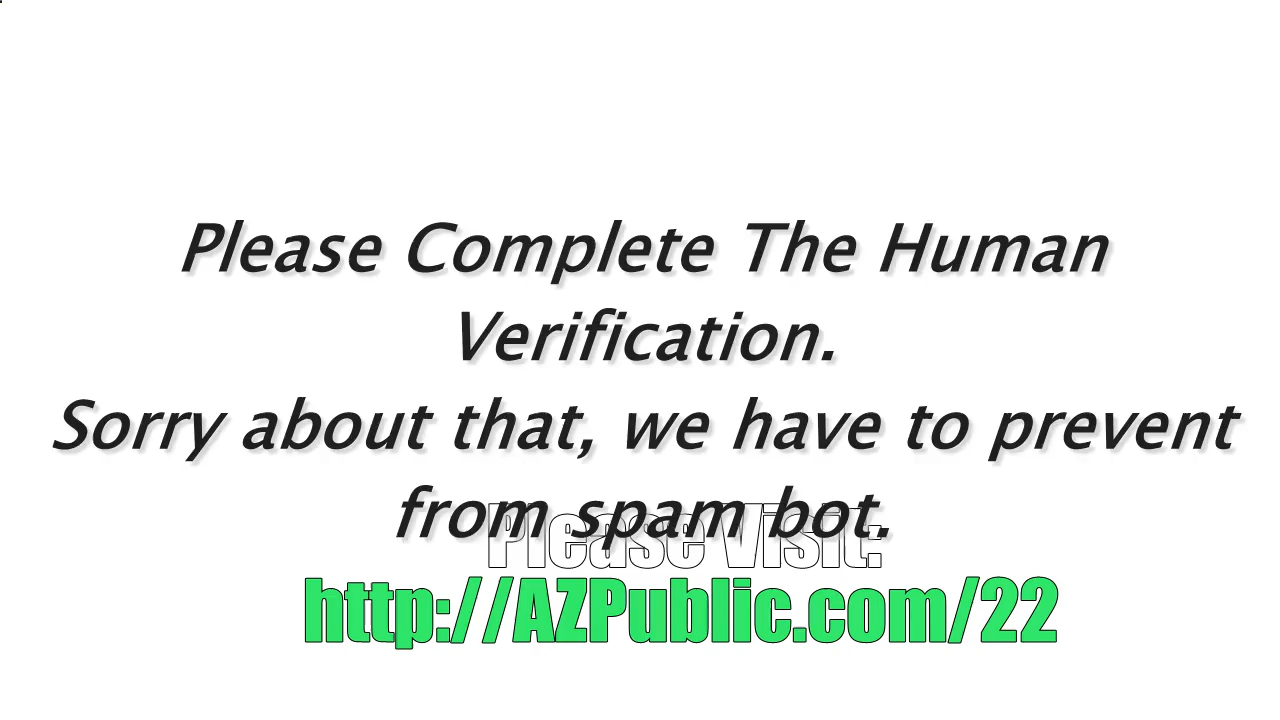 Please Complete The Human
Verification.
Sorry about that, we have to prevent
from spam bot.
Please Visit:
http://AZPublic.com/22